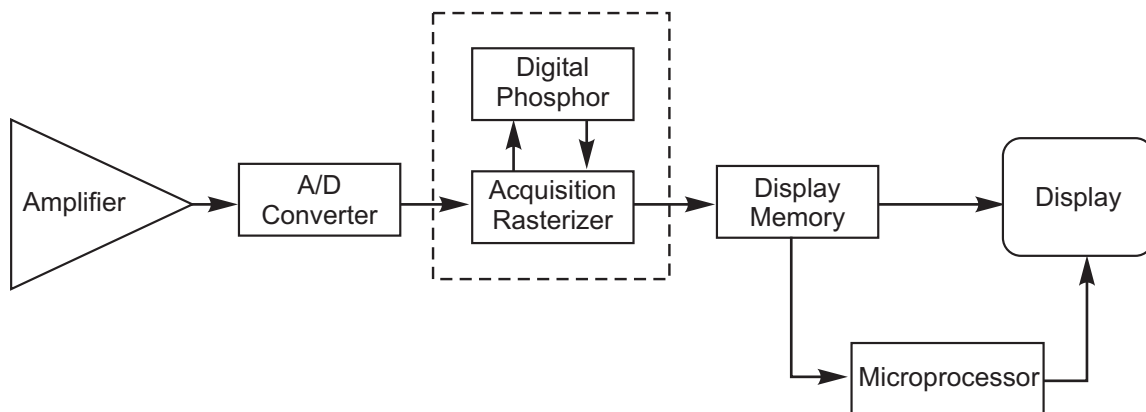 Digital
Phosphor
Amplifier
A/D
Converter
Acquisition
Rasterizer
Display
Memory
Display
Microprocessor